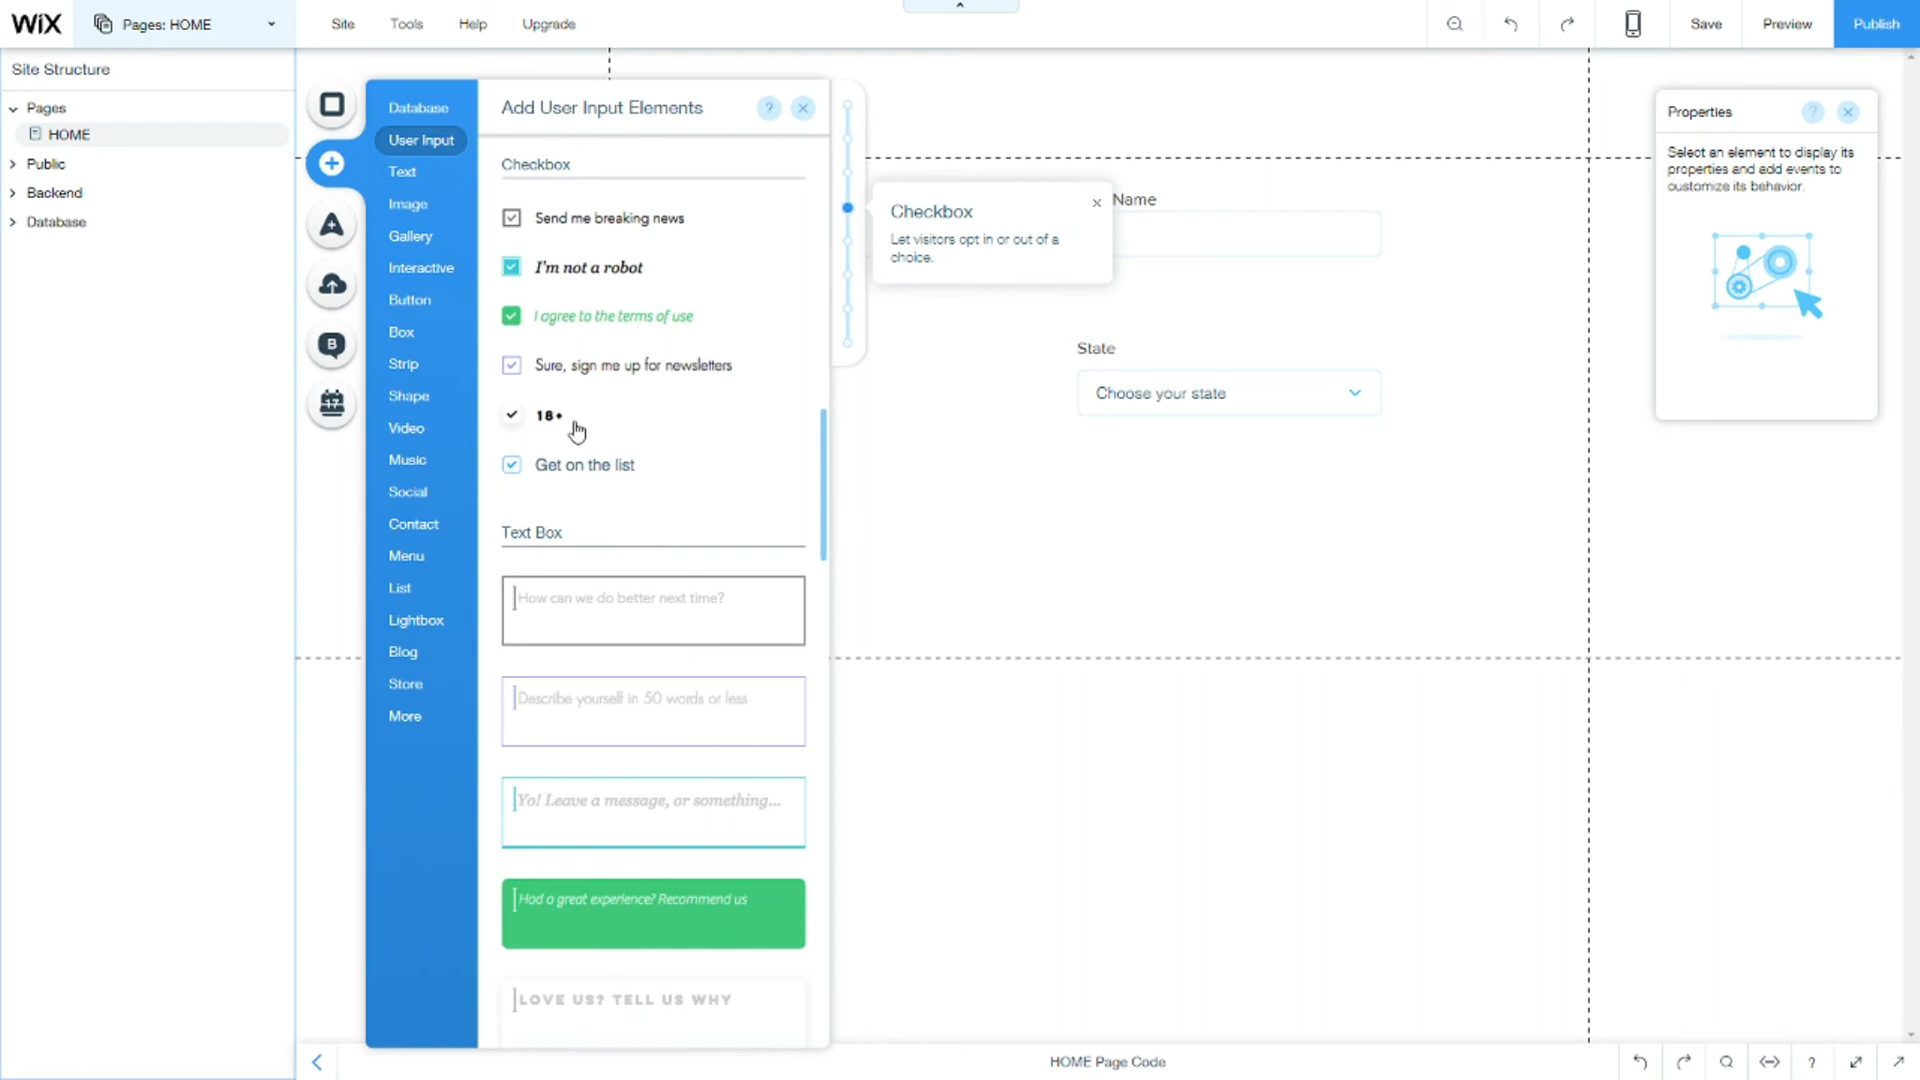 WiX
Pages: HOME
Site
Tools
Help
Upgrade
Save
Preview
Publish
Site Structure
Pages
HOME
Public
Backend
Database
Database
User Input
Text
Image
Gallery
Interactive
Button
Box
Strip
Shape
Video
Music
Social
Contact
Menu
List
Lightbox
Blog
Store
More
B
17
Add User Input Elements
?
Checkbox
Send me breaking news
I'm not a robot
I agree to the terms of use
Sure, sign me up for newsletters
18+
Get on the list
Text Box
How can we do better next time?
Describe yourself in 50 words or less
Yo! Leave a message, or something...
Had a great experience? Recommend us
LOVE US? TELL US WHY
Checkbox
Let visitors opt in or out of a
choice.
Name
State
Choose your state
Properties
?
Select an element to display its
properties and add events to
customize its behavior.
HOME Page Code
?